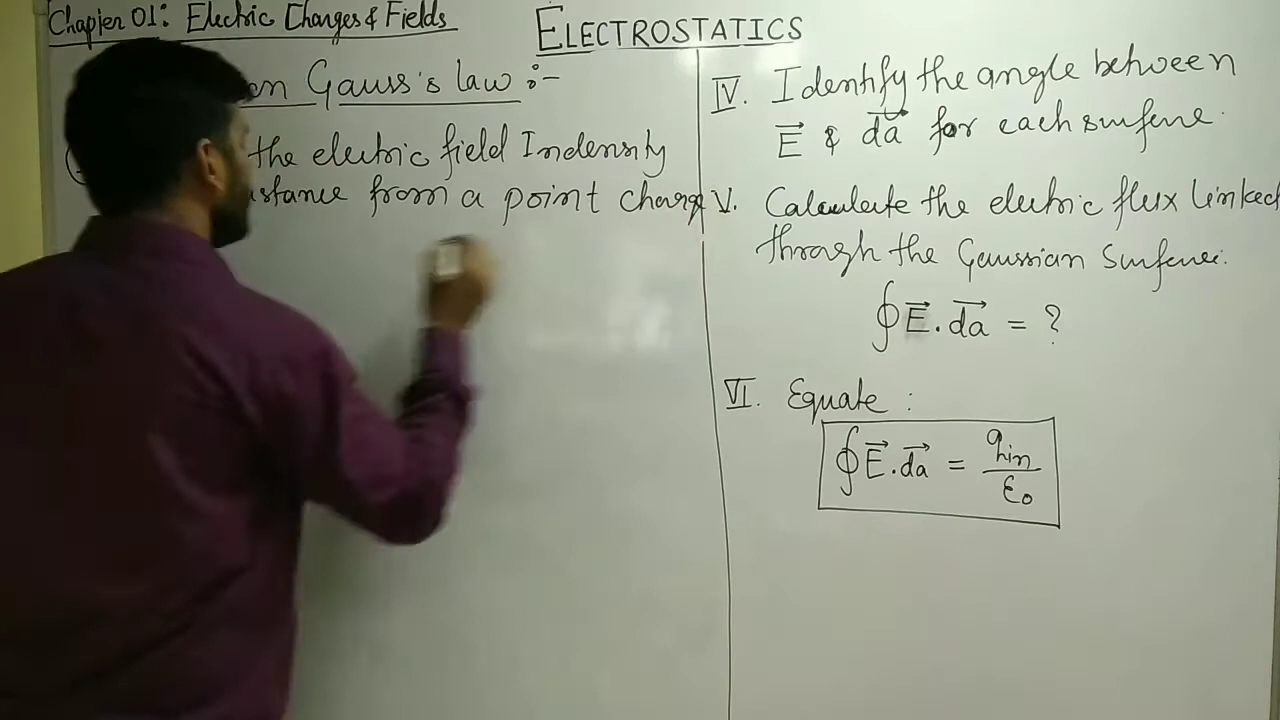 Chapter 01: Electric Charges & Fields
ELECTROSTATICS
on Gauss's law :-
the electric field Indensity
stance from a point charge
IV. Identify the angle between
E & da for each surface.
V. Calculate the electric flux linked
through the Gaussian Surface.
∮E.da = ?
VI. Equate :
∮E.da = qin/ε₀